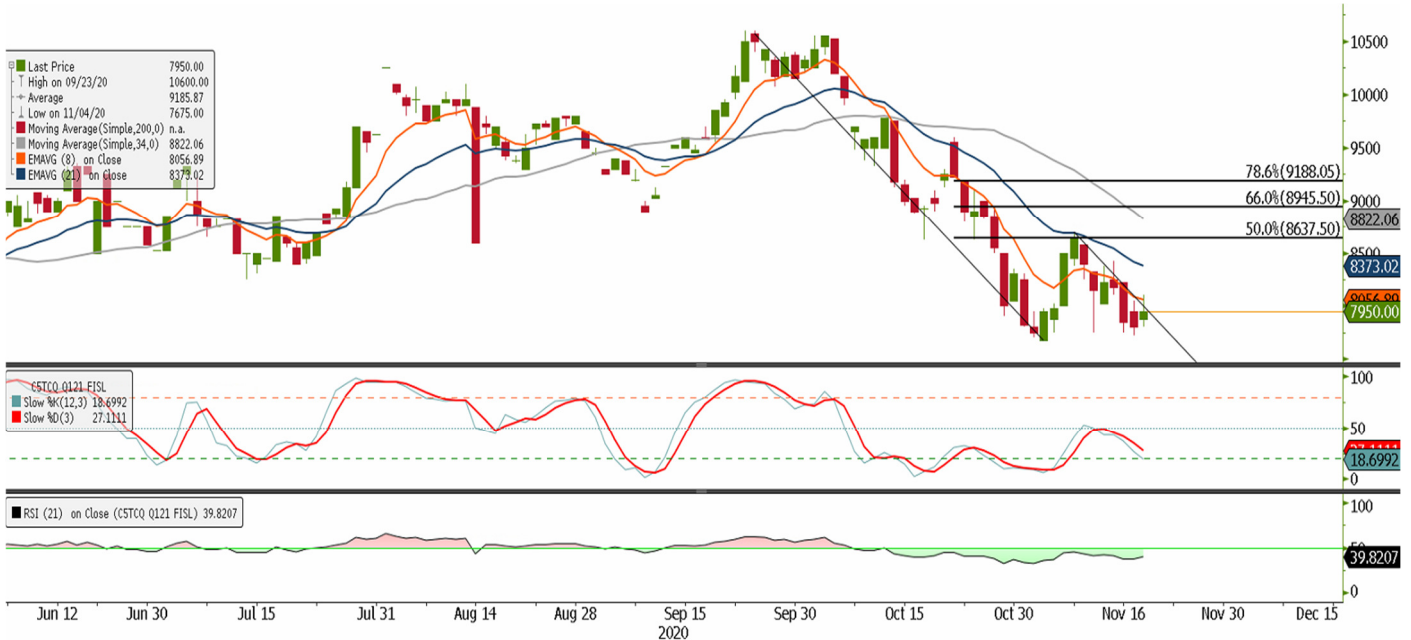 Last Price 7950.00
High on 09/23/20 10600.00
Average 9185.87
Low on 11/04/20 7675.00
Moving Average(Simple,200,0) n.a.
Moving Average(Simple,34,0) 8822.06
EMAVG (8) on Close 8056.89
EMAVG (21) on Close 8373.02
10500
10000
9500
78.6%(9188.05)
66.0%(8945.50)
9000
8822.06
50.0%(8637.50)
8500
8373.02
8056.89
7950.00
C5TCQ Q121 FISL
Slow %K(12,3) 18.6992
Slow %D(3) 27.1111
100
50
27.1111
18.6992
0
RSI (21) on Close (C5TCQ Q121 FISL) 39.8207
100
50
39.8207
0
Jun 12 Jun 30 Jul 15 Jul 31 Aug 14 Aug 28 Sep 15 Sep 30 Oct 15 Oct 30 Nov 16 Nov 30 Dec 15
2020